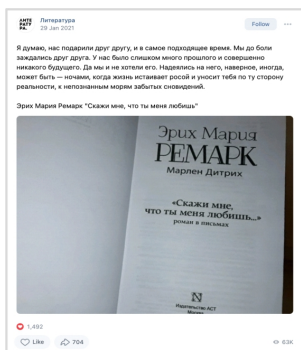 АНТЕ
РАТУ
РА.
Литература
29 Jan 2021
Follow
Я думаю, нас подарили друг другу, и в самое подходящее время. Мы до боли
заждались друг друга. У нас было слишком много прошлого и совершенно
никакого будущего. Да мы и не хотели его. Надеялись на него, наверное, иногда,
может быть — ночами, когда жизнь истаивает росой и уносит тебя по ту сторону
реальности, к непознанным морям забытых сновидений.
Эрих Мария Ремарк "Скажи мне, что ты меня любишь"
Эрих Мария
РЕМАРК
Марлен Дитрих
«Скажи мне,
что ты меня любишь...»
роман в письмах
N
Издательство АСТ
Москва
1,492
Like
704
63K